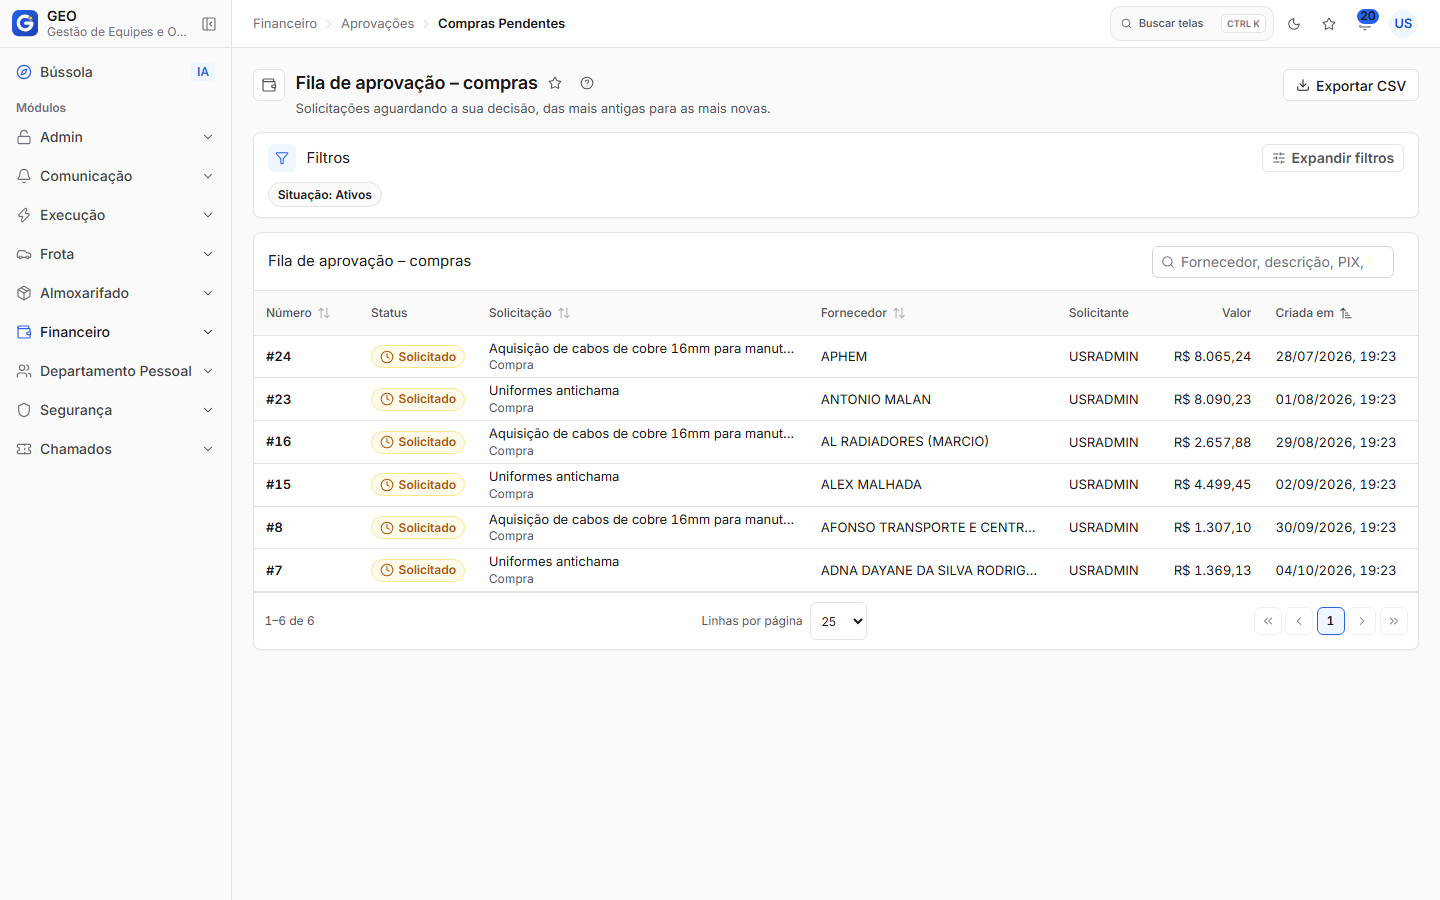 GEO
Gestão de Equipes e O...
Financeiro
Aprovações
Compras Pendentes
Buscar telas
CTRL K
20
US
Bússola
IA
Módulos
Admin
Comunicação
Execução
Frota
Almoxarifado
Financeiro
Departamento Pessoal
Segurança
Chamados
Fila de aprovação – compras
Solicitações aguardando a sua decisão, das mais antigas para as mais novas.
Exportar CSV
Filtros
Expandir filtros
Situação: Ativos
Fila de aprovação – compras
Fornecedor, descrição, PIX,
Número Status Solicitação Fornecedor Solicitante Valor Criada em
#24 Solicitado Aquisição de cabos de cobre 16mm para manut... APHEM USRADMIN R$ 8.065,24 28/07/2026, 19:23
Compra
#23 Solicitado Uniformes antichama ANTONIO MALAN USRADMIN R$ 8.090,23 01/08/2026, 19:23
Compra
#16 Solicitado Aquisição de cabos de cobre 16mm para manut... AL RADIADORES (MARCIO) USRADMIN R$ 2.657,88 29/08/2026, 19:23
Compra
#15 Solicitado Uniformes antichama ALEX MALHADA USRADMIN R$ 4.499,45 02/09/2026, 19:23
Compra
#8 Solicitado Aquisição de cabos de cobre 16mm para manut... AFONSO TRANSPORTE E CENTR... USRADMIN R$ 1.307,10 30/09/2026, 19:23
Compra
#7 Solicitado Uniformes antichama ADNA DAYANE DA SILVA RODRIG... USRADMIN R$ 1.369,13 04/10/2026, 19:23
Compra
1–6 de 6
Linhas por página 25
1